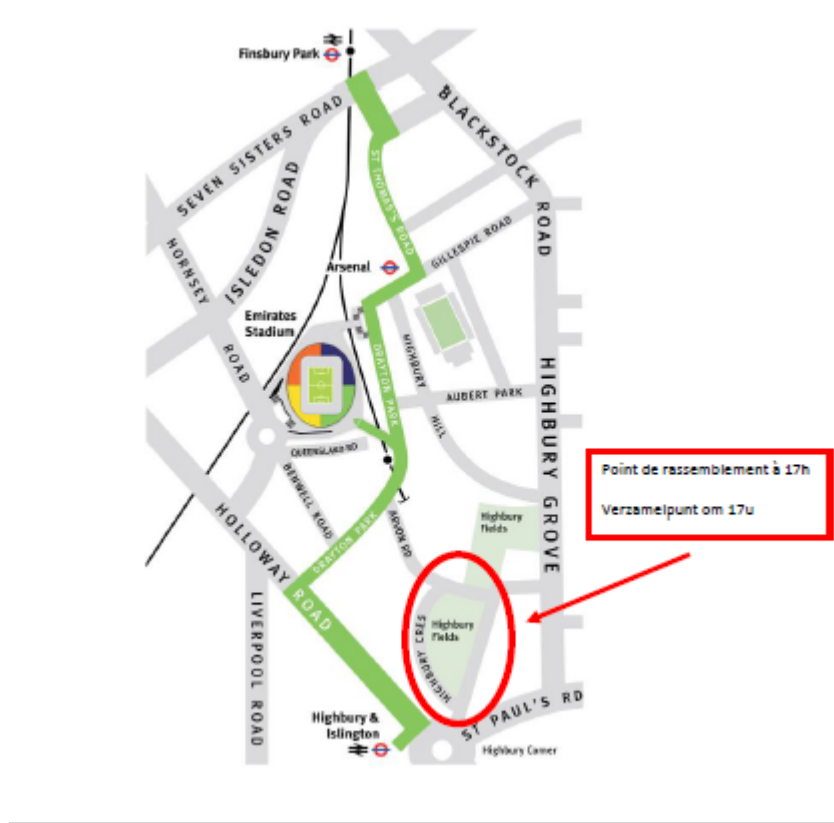 Finsbury Park
SEVEN SISTERS ROAD
BLACKSTOCK
ROAD
ISLEDON ROAD
HORNSEY
ROAD
ST THOMAS'S ROAD
GILLESPIE ROAD
Arsenal
Emirates
Stadium
DRAYTON PARK
HIGHBURY
HILL
AUBERT PARK
HIGHBURY GROVE
QUEENSLAND RD
BENWELL ROAD
Point de rassemblement à 17h
Verzamelpunt om 17u
HOLLOWAY
ROAD
DRAYTON PARK
ARVON RD
Highbury
Fields
LIVERPOOL ROAD
HIGHBURY CRES
Highbury
Fields
Highbury &
Islington
ST PAUL'S RD
Highbury Corner